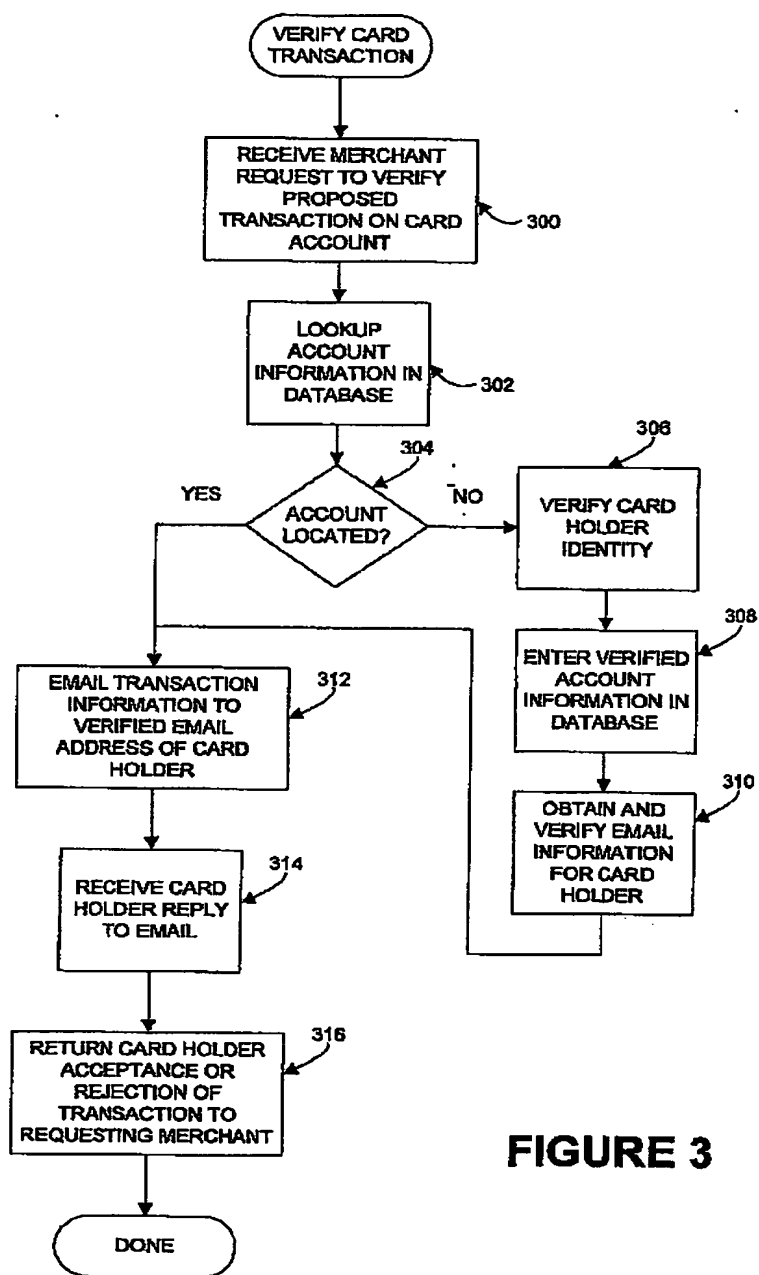 VERIFY CARD
TRANSACTION
RECEIVE MERCHANT
REQUEST TO VERIFY
PROPOSED
TRANSACTION ON CARD
ACCOUNT
300
LOOKUP
ACCOUNT
INFORMATION IN
DATABASE
302
304
YES
NO
ACCOUNT
LOCATED?
306
VERIFY CARD
HOLDER
IDENTITY
308
ENTER VERIFIED
ACCOUNT
INFORMATION IN
DATABASE
310
OBTAIN AND
VERIFY EMAIL
INFORMATION
FOR CARD
HOLDER
312
EMAIL TRANSACTION
INFORMATION TO
VERIFIED EMAIL
ADDRESS OF CARD
HOLDER
314
RECEIVE CARD
HOLDER REPLY
TO EMAIL
316
RETURN CARD HOLDER
ACCEPTANCE OR
REJECTION OF
TRANSACTION TO
REQUESTING MERCHANT
DONE
FIGURE 3